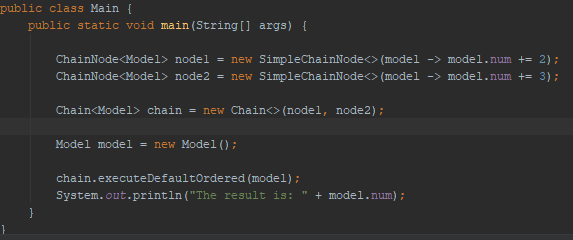 public class Main {
public static void main(String[] args) {
ChainNode<Model> node1 = new SimpleChainNode<>(model -> model.num += 2);
ChainNode<Model> node2 = new SimpleChainNode<>(model -> model.num += 3);
Chain<Model> chain = new Chain<>(node1, node2);
Model model = new Model();
chain.executeDefaultOrdered(model);
System.out.println("The result is: " + model.num);
}
}